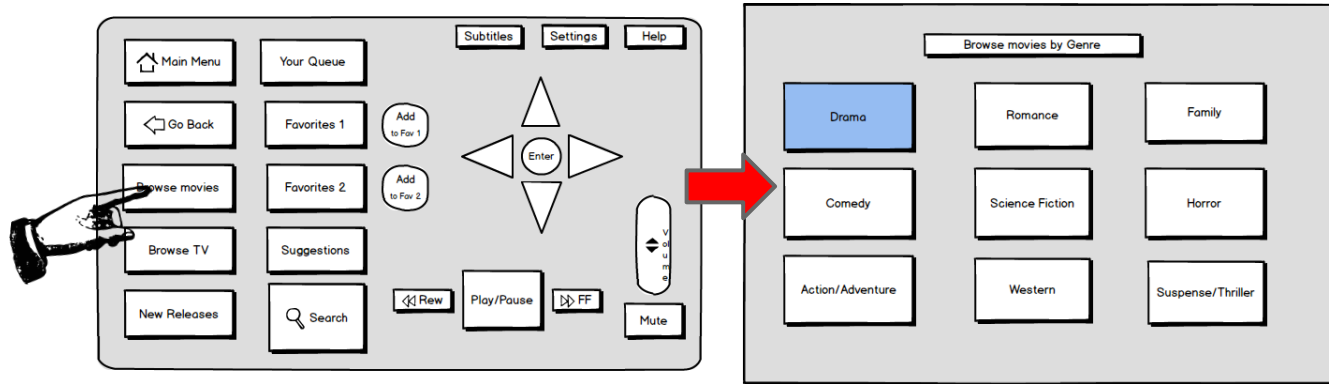 Subtitles Settings Help
Main Menu Your Queue
Go Back Favorites 1 Add
to Fav 1
Browse movies Favorites 2 Add
to Fav 2
Browse TV Suggestions
New Releases Search
Enter
Rew Play/Pause FF
Volume
Mute
Browse movies by Genre
Drama Romance Family
Comedy Science Fiction Horror
Action/Adventure Western Suspense/Thriller